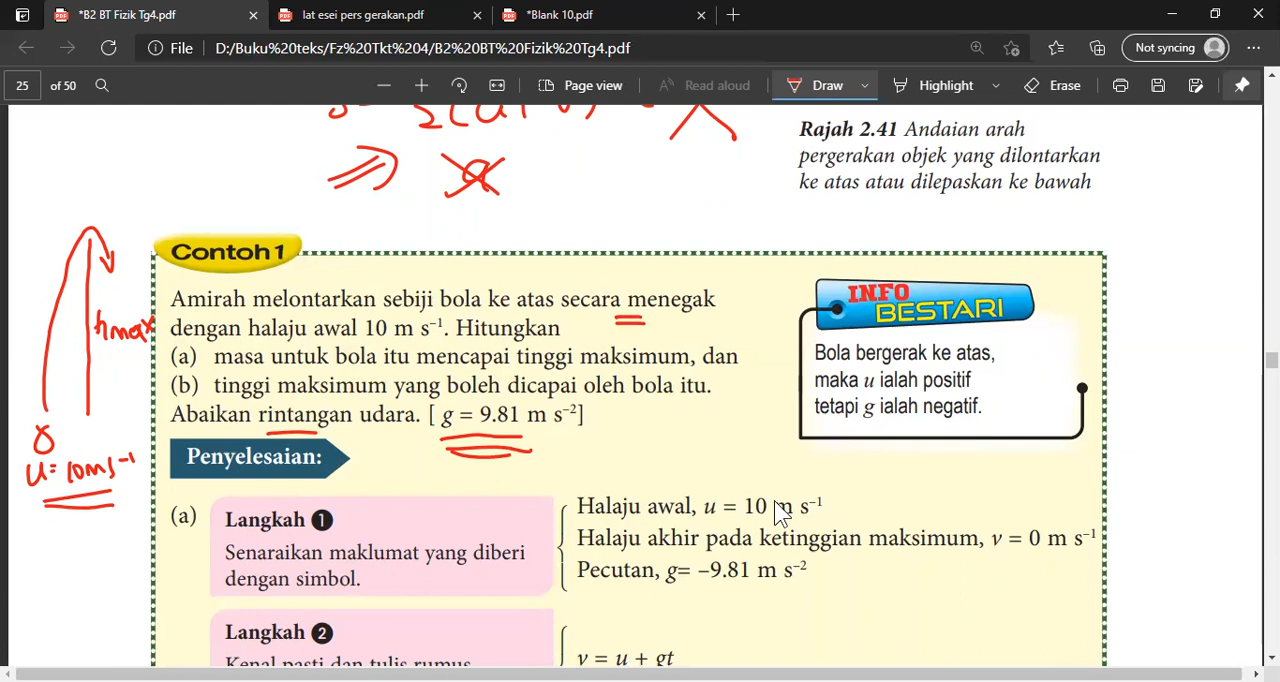 *B2 BT Fizik Tg4.pdf
lat esei pers gerakan.pdf
*Blank 10.pdf
File D:/Buku%20teks/Fz%20Tkt%204/B2%20BT%20Fizik%20Tg4.pdf
Not syncing
25 of 50
Page view
Read aloud
Draw
Highlight
Erase
Rajah 2.41 Andaian arah
pergerakan objek yang dilontarkan
ke atas atau dilepaskan ke bawah
Contoh 1
Amirah melontarkan sebiji bola ke atas secara menegak
dengan halaju awal 10 m s⁻¹. Hitungkan
(a) masa untuk bola itu mencapai tinggi maksimum, dan
(b) tinggi maksimum yang boleh dicapai oleh bola itu.
Abaikan rintangan udara. [ g = 9.81 m s⁻²]
hmax
u = 10ms⁻¹
INFO
BESTARI
Bola bergerak ke atas,
maka u ialah positif
tetapi g ialah negatif.
Penyelesaian:
(a)
Langkah 1
Senaraikan maklumat yang diberi
dengan simbol.
Halaju awal, u = 10 m s⁻¹
Halaju akhir pada ketinggian maksimum, v = 0 m s⁻¹
Pecutan, g= –9.81 m s⁻²
Langkah 2
Kenal pasti dan tulis rumus
v = u + gt